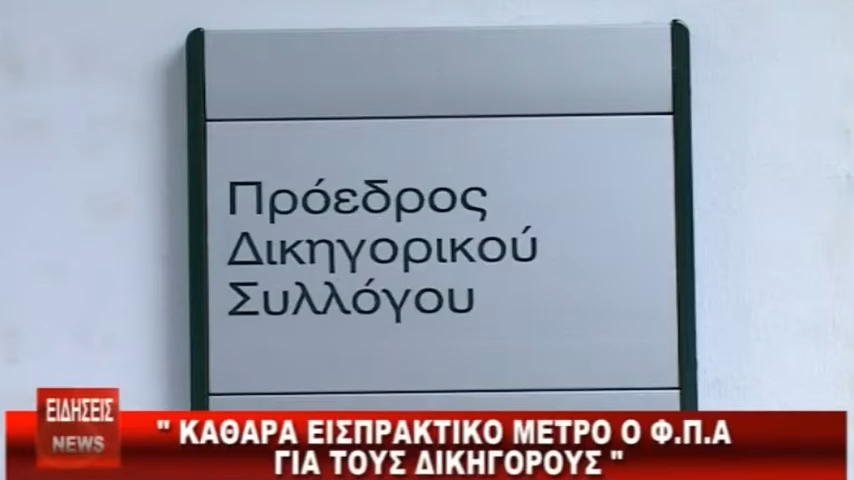 Πρόεδρος
Δικηγορικού
Συλλόγου
ΕΙΔΗΣΕΙΣ
NEWS
" ΚΑΘΑΡΑ ΕΙΣΠΡΑΚΤΙΚΟ ΜΕΤΡΟ Ο Φ.Π.Α
ΓΙΑ ΤΟΥΣ ΔΙΚΗΓΟΡΟΥΣ "